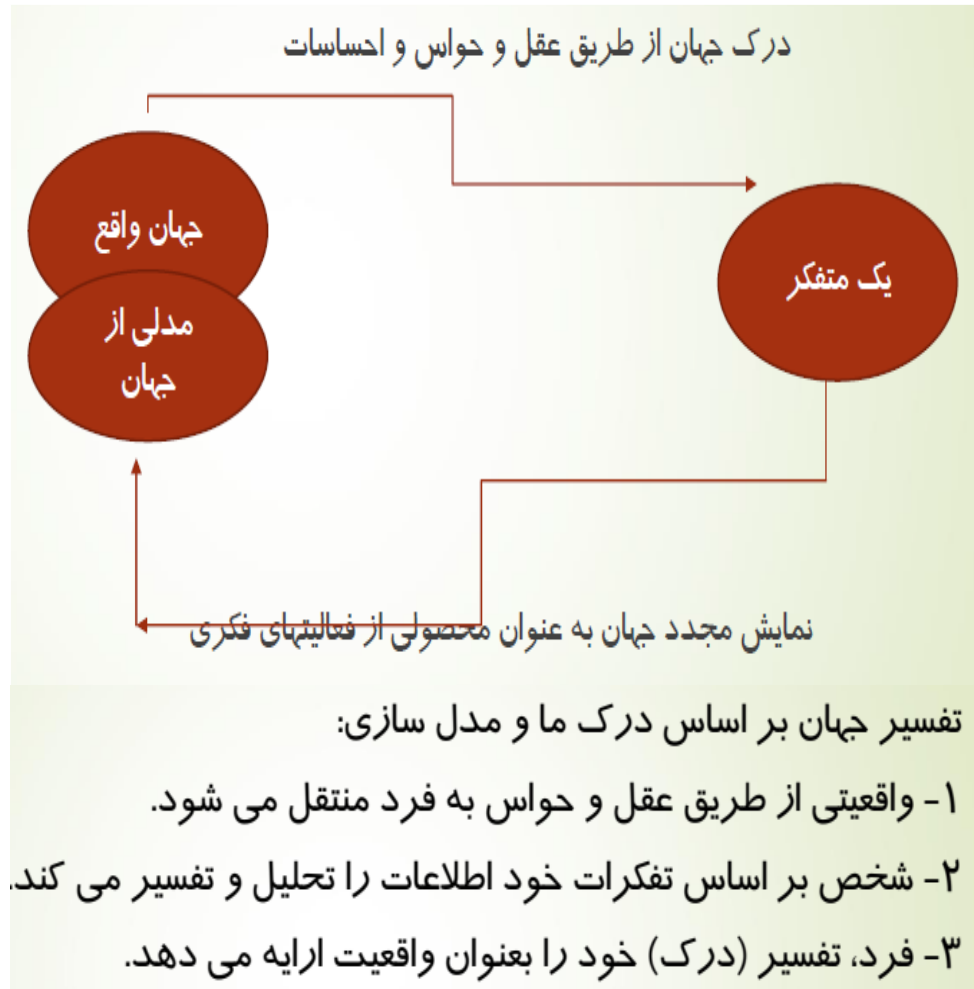 درک جهان از طریق عقل و حواس و احساسات
جهان واقع
یک متفکر
مدلی از
جهان
نمایش مجدد جهان به عنوان محصولی از فعالیتهای فکری
تفسیر جهان بر اساس درک ما و مدل سازی:
۱- واقعیتی از طریق عقل و حواس به فرد منتقل می شود.
۲- شخص بر اساس تفکرات خود اطلاعات را تحلیل و تفسیر می کند.
۳- فرد، تفسیر (درک) خود را بعنوان واقعیت ارایه می دهد.